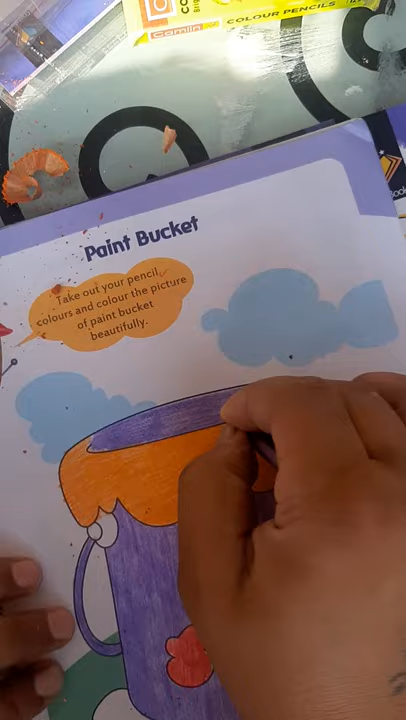 COLOUR PENCILS
Camlin
Paint Bucket
Take out your pencil
colours and colour the picture
of paint bucket
beautifully.